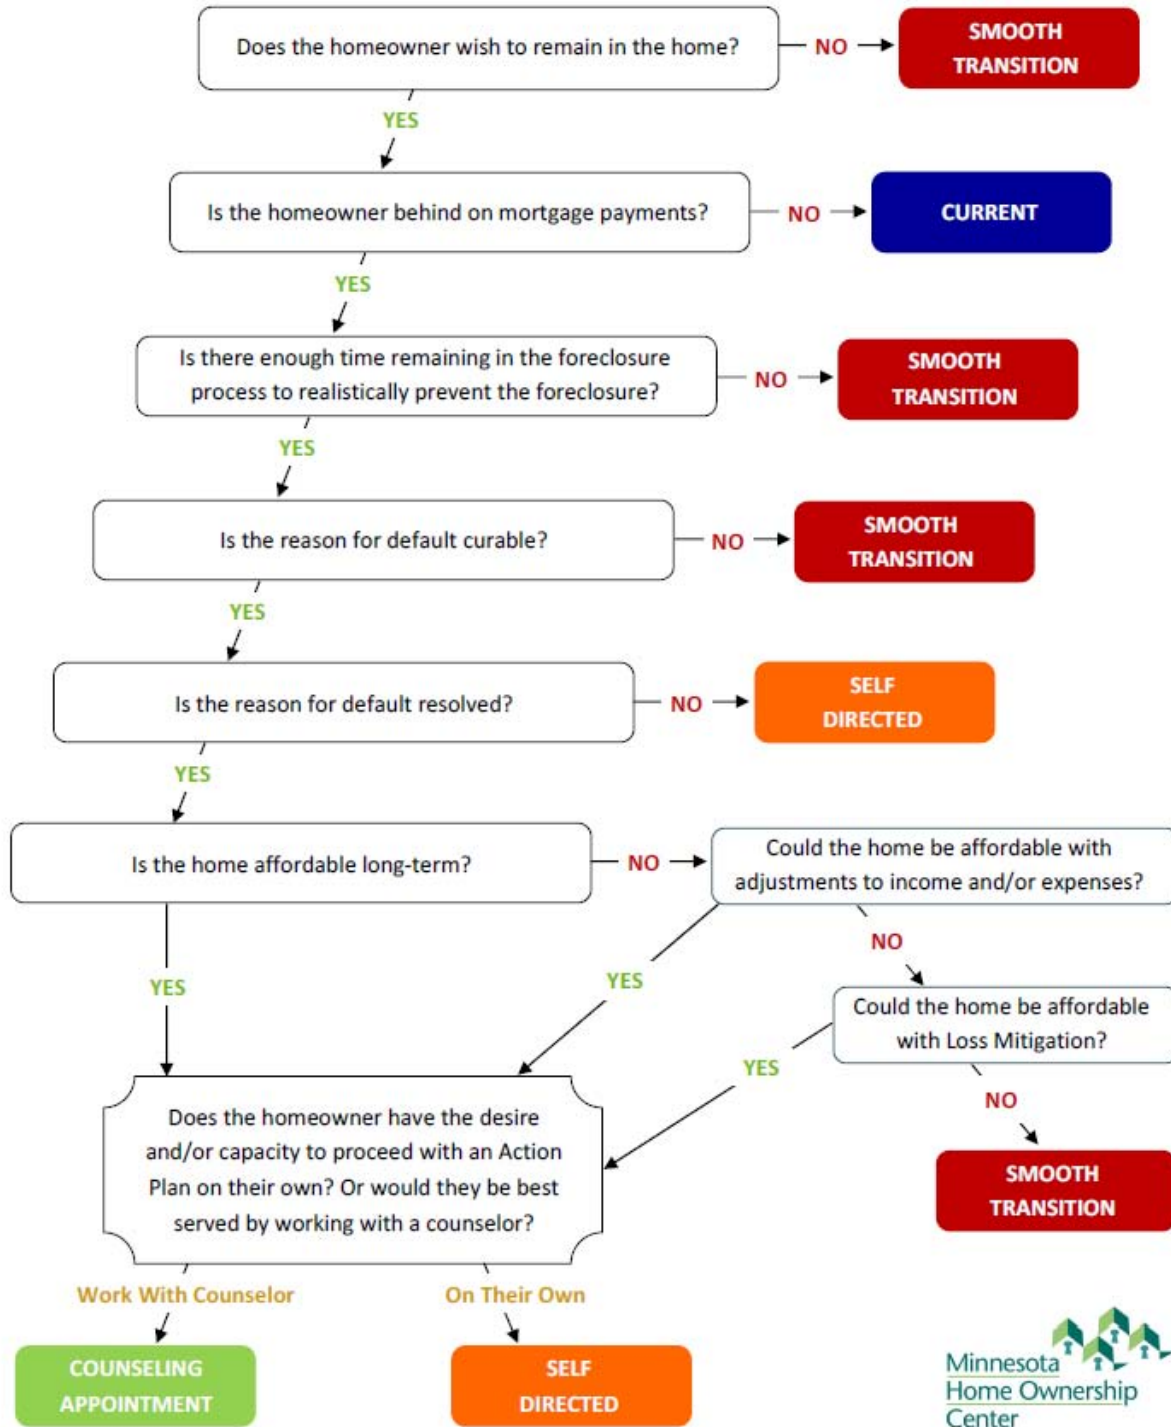 Does the homeowner wish to remain in the home?
NO
SMOOTH
TRANSITION
YES
Is the homeowner behind on mortgage payments?
NO
CURRENT
YES
Is there enough time remaining in the foreclosure
process to realistically prevent the foreclosure?
NO
SMOOTH
TRANSITION
YES
Is the reason for default curable?
NO
SMOOTH
TRANSITION
YES
Is the reason for default resolved?
NO
SELF
DIRECTED
YES
Is the home affordable long-term?
NO
Could the home be affordable with
adjustments to income and/or expenses?
YES
YES
NO
Could the home be affordable
with Loss Mitigation?
YES
NO
SMOOTH
TRANSITION
Does the homeowner have the desire
and/or capacity to proceed with an Action
Plan on their own? Or would they be best
served by working with a counselor?
Work With Counselor
On Their Own
COUNSELING
APPOINTMENT
SELF
DIRECTED
Minnesota
Home Ownership
Center